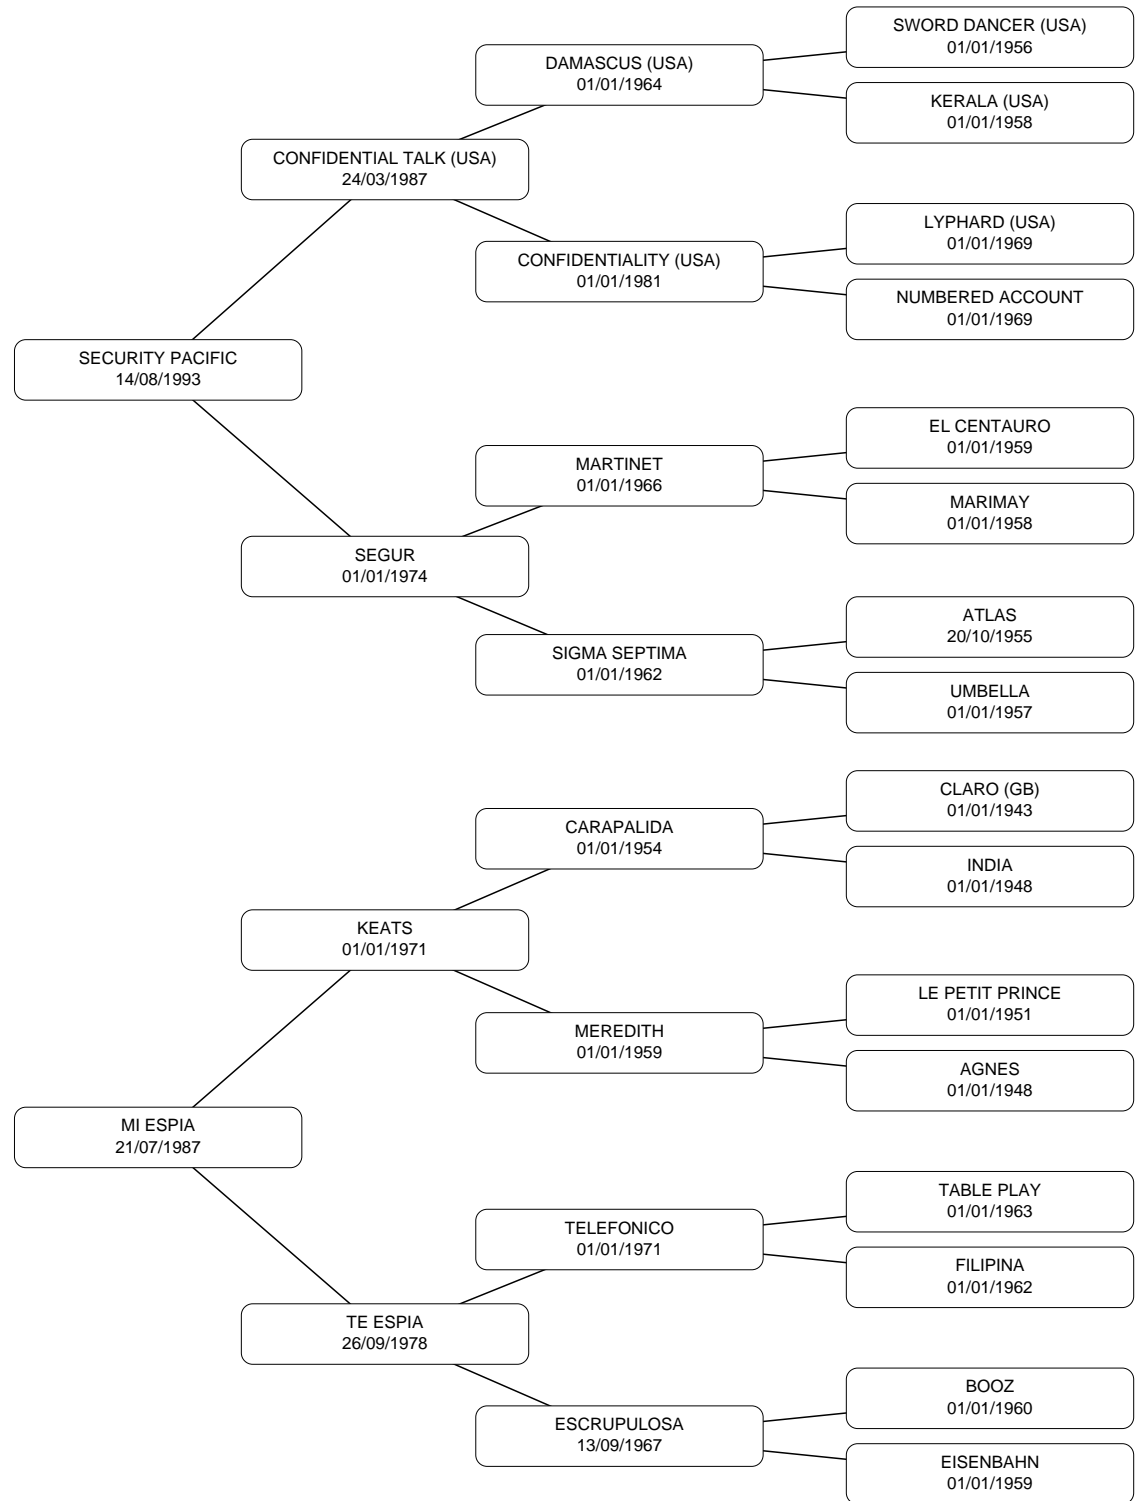 SWORD DANCER (USA)
01/01/1956
DAMASCUS (USA)
01/01/1964
KERALA (USA)
01/01/1958
CONFIDENTIAL TALK (USA)
24/03/1987
LYPHARD (USA)
01/01/1969
CONFIDENTIALITY (USA)
01/01/1981
NUMBERED ACCOUNT
01/01/1969
SECURITY PACIFIC
14/08/1993
EL CENTAURO
01/01/1959
MARTINET
01/01/1966
MARIMAY
01/01/1958
SEGUR
01/01/1974
ATLAS
20/10/1955
SIGMA SEPTIMA
01/01/1962
UMBELLA
01/01/1957
CLARO (GB)
01/01/1943
CARAPALIDA
01/01/1954
INDIA
01/01/1948
KEATS
01/01/1971
LE PETIT PRINCE
01/01/1951
MEREDITH
01/01/1959
AGNES
01/01/1948
MI ESPIA
21/07/1987
TABLE PLAY
01/01/1963
TELEFONICO
01/01/1971
FILIPINA
01/01/1962
TE ESPIA
26/09/1978
BOOZ
01/01/1960
ESCRUPULOSA
13/09/1967
EISENBAHN
01/01/1959